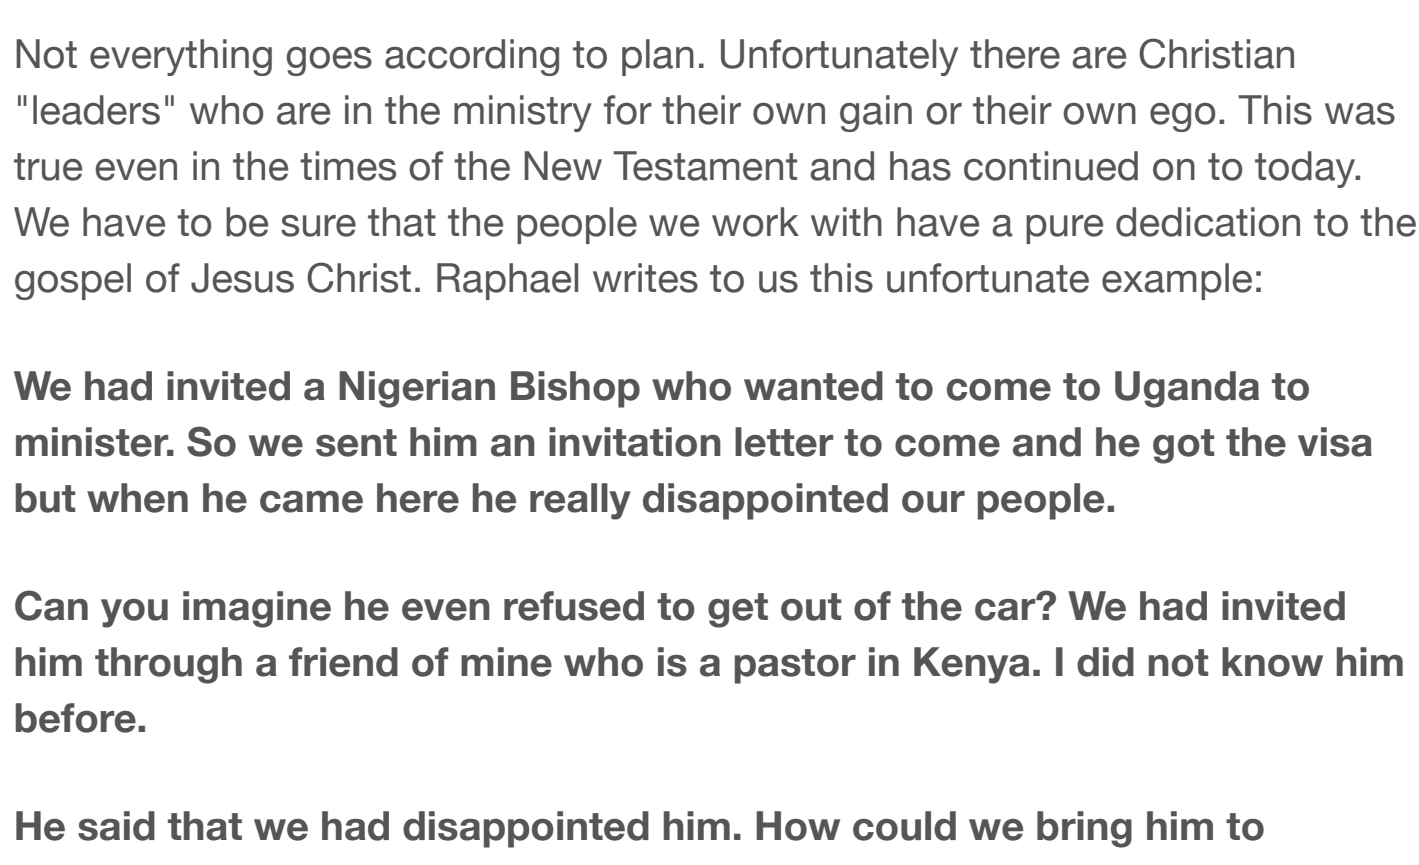 Not everything goes according to plan. Unfortunately there are Christian
"leaders" who are in the ministry for their own gain or their own ego. This was
true even in the times of the New Testament and has continued on to today.
We have to be sure that the people we work with have a pure dedication to the
gospel of Jesus Christ. Raphael writes to us this unfortunate example:
We had invited a Nigerian Bishop who wanted to come to Uganda to
minister. So we sent him an invitation letter to come and he got the visa
but when he came here he really disappointed our people.
Can you imagine he even refused to get out of the car? We had invited
him through a friend of mine who is a pastor in Kenya. I did not know him
before.
He said that we had disappointed him. How could we bring him to